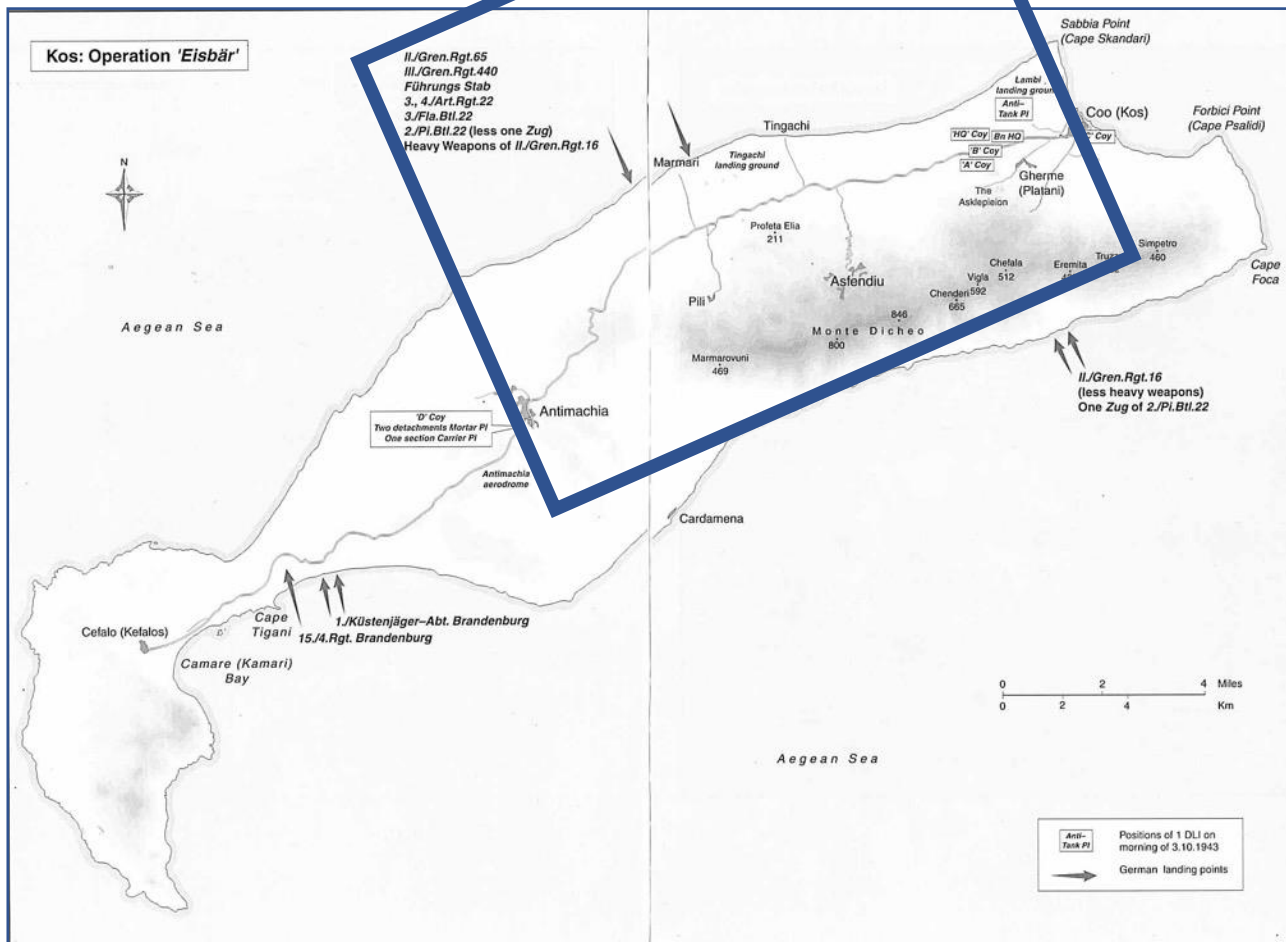 Kos: Operation 'Eisbär'
II./Gren.Rgt.65
III./Gren.Rgt.440
Führungs Stab
3., 4./Art.Rgt.22
3./Fla.Btl.22
2./Pi.Btl.22 (less one Zug)
Heavy Weapons of II./Gren.Rgt.16
Sabbia Point
(Cape Skandari)
Lambi
landing ground
Anti-
Tank Pl
Coo (Kos)
Forbici Point
(Cape Psalidi)
'HQ' Coy
Bn HQ
'C' Coy
'B' Coy
'A' Coy
Tingachi
Marmari
Tingachi
landing ground
Gherme
(Platani)
The
Asklepieion
N
Profeta Elia
211
Simpetro
460
Chefala
512
Eremita
Cape
Foca
Vigla
592
Asfendiu
Pili
Chenderi
665
846
Monte Dicheo
800
Marmarovuni
469
Aegean Sea
II./Gren.Rgt.16
(less heavy weapons)
One Zug of 2./Pi.Btl.22
Antimachia
'D' Coy
Two detachments Mortar Pl
One section Carrier Pl
Antimachia
aerodrome
Cardamena
1./Küstenjäger–Abt. Brandenburg
15./4.Rgt. Brandenburg
Cape
Tigani
Cefalo (Kefalos)
Camare (Kamari)
Bay
0 2 4 Miles
0 2 4 Km
Aegean Sea
Anti–
Tank Pl
Positions of 1 DLI on
morning of 3.10.1943
German landing points